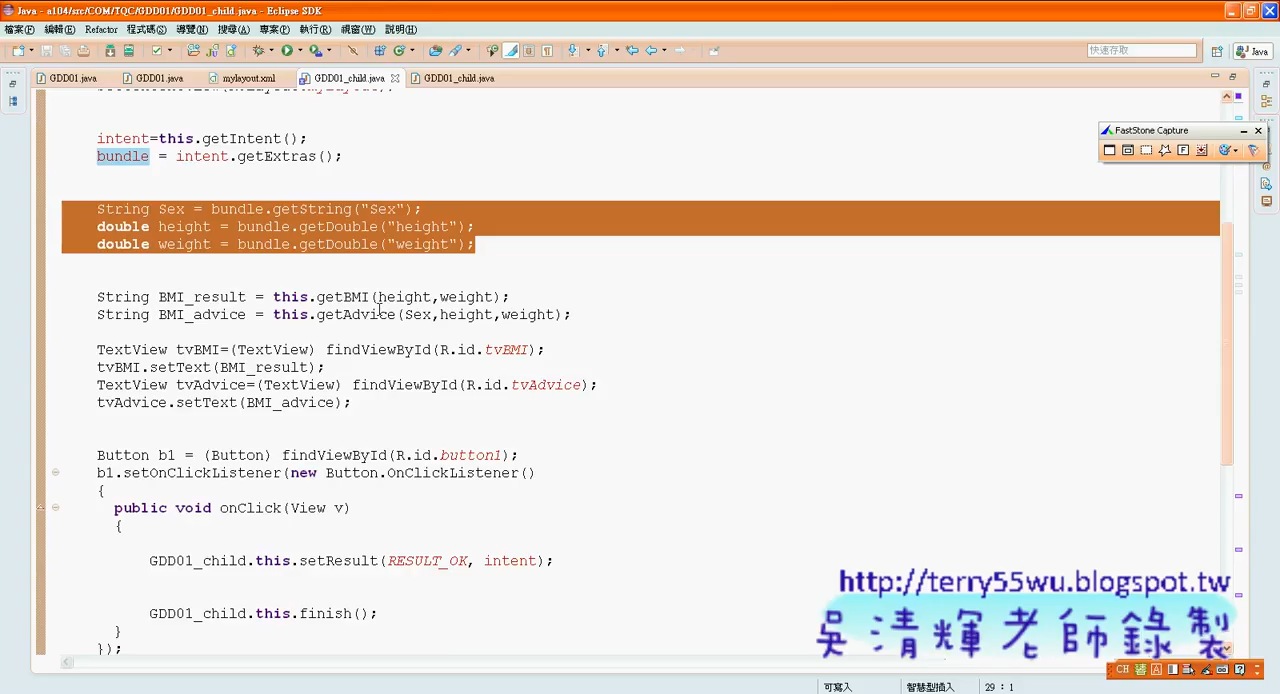 Java - a104/src/COM/TQC/GDD01/GDD01_child.java - Eclipse SDK
檔案(F) 編輯(E) Refactor 程式碼(S) 導覽(N) 搜尋(A) 專案(P) 執行(R) 視窗(W) 說明(H)
快速存取 Java
GDD01.java GDD01.java mylayout.xml GDD01_child.java GDD01_child.java
FastStone Capture
intent=this.getIntent();
bundle = intent.getExtras();
String Sex = bundle.getString("Sex");
double height = bundle.getDouble("height");
double weight = bundle.getDouble("weight");
String BMI_result = this.getBMI(height,weight);
String BMI_advice = this.getAdvice(Sex,height,weight);
TextView tvBMI=(TextView) findViewById(R.id.tvBMI);
tvBMI.setText(BMI_result);
TextView tvAdvice=(TextView) findViewById(R.id.tvAdvice);
tvAdvice.setText(BMI_advice);
Button b1 = (Button) findViewById(R.id.button1);
b1.setOnClickListener(new Button.OnClickListener()
{
public void onClick(View v)
{
GDD01_child.this.setResult(RESULT_OK, intent);
GDD01_child.this.finish();
}
});
http://terry55wu.blogspot.tw
吳清輝老師錄製
CH
可寫入 智慧型插入 29 : 1